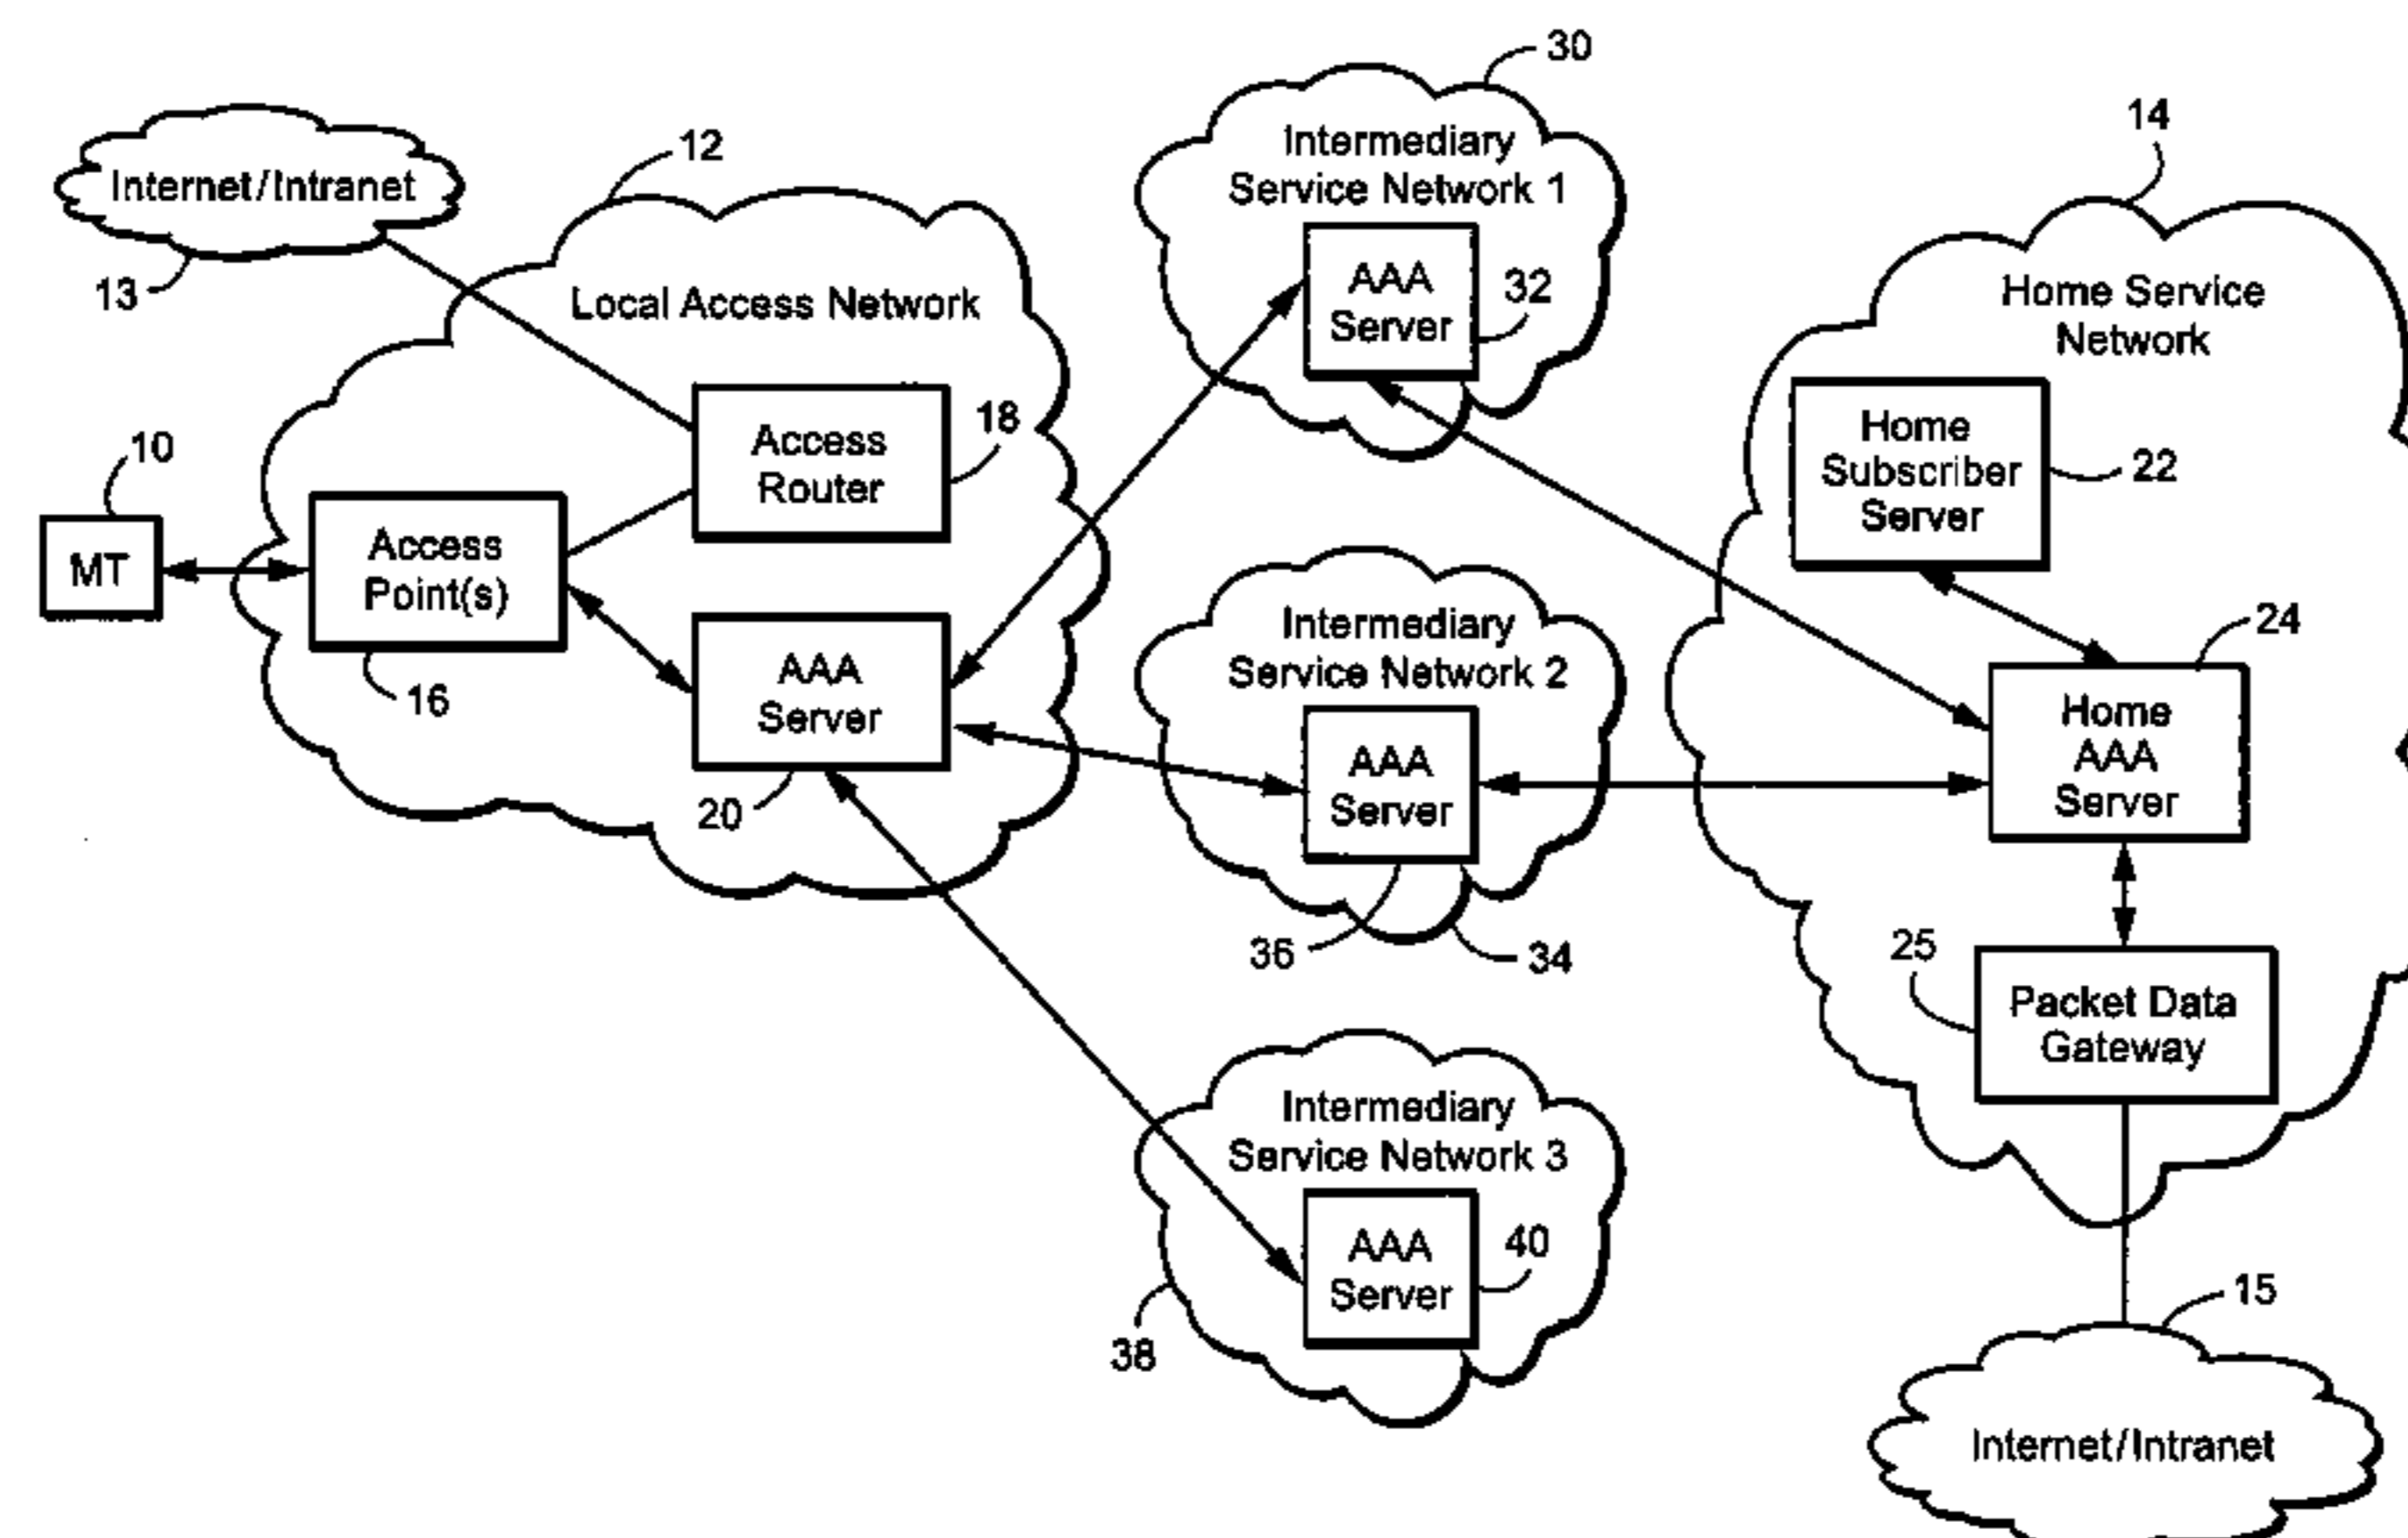 30
Intermediary
Service Network 1
AAA
Server
32
14
Home Service
Network
Home
Subscriber
Server
22
24
Home
AAA
Server
25
Packet Data
Gateway
15
Internet/Intranet
Internet/Intranet
13
12
Local Access Network
10
MT
Access
Point(s)
16
Access
Router
18
AAA
Server
20
Intermediary
Service Network 2
AAA
Server
36
34
Intermediary
Service Network 3
AAA
Server
40
38